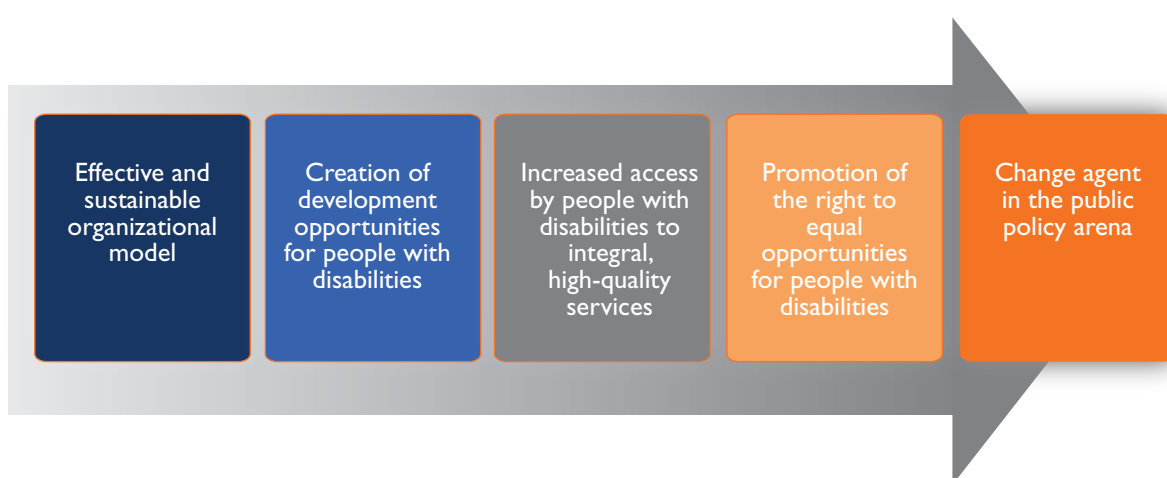 Effective and
sustainable
organizational
model
Creation of
development
opportunities
for people with
disabilities
Increased access
by people with
disabilities to
integral,
high-quality
services
Promotion of
the right to
equal
opportunities
for people with
disabilities
Change agent
in the public
policy arena